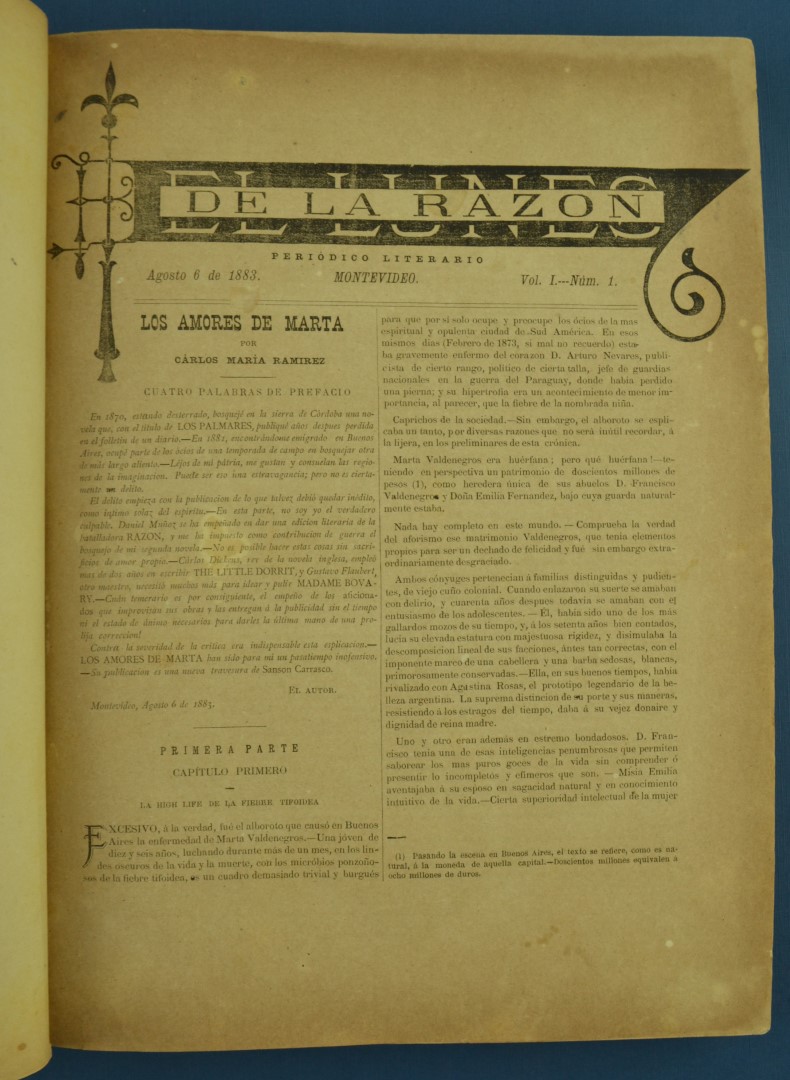 EL LUNES
DE LA RAZON
PERIÓDICO LITERARIO
Agosto 6 de 1883.
MONTEVIDEO.
Vol. I.---Núm. 1.
LOS AMORES DE MARTA
POR
CÁRLOS MARÍA RAMIREZ
CUATRO PALABRAS DE PREFACIO
En 1870, estando desterrado, bosquejé en la sierra de Córdoba una no-
vela que, con el título de LOS PALMARES, publiqué años despues perdida
en el folletin de un diario.—En 1882, encontrándome emigrado en Buenos
Aires, ocupé parte de los ócios de una temporada de campo en bosquejar otra
de más largo aliento.—Léjos de mi pátria, me gustan y consuelan las regio-
nes de la imaginacion. Puede ser eso una estravagancia; pero no es cierta-
mente un delito.
El delito empieza con la publicacion de lo que talvez debió quedar inédito,
como íntimo solaz del espíritu.—En esta parte, no soy yo el verdadero
culpable. Daniel Muñoz se ha empeñado en dar una edicion literaria de la
batalladora RAZON, y me ha impuesto como contribucion de guerra el
bosquejo de mi segunda novela.—No es posible hacer estas cosas sin sacri-
ficios de amor propio.—Cárlos Dickens, rey de la novela inglesa, empleó
mas de dos años en escribir THE LITTLE DORRIT, y Gustavo Flaubert,
otro maestro, necesitó muchos más para idear y pulir MADAME BOVA-
RY.—Cuán temerario es por consiguiente, el empeño de los aficiona-
dos que improvisan sus obras y las entregan á la publicidad sin el tiempo
ni el estado de ánimo necesarios para darles la última mano de una pro-
lija correccion!
Contra la severidad de la crítica era indispensable esta esplicacion.—
LOS AMORES DE MARTA han sido para mí un pasatiempo inofensivo.
—Su publicacion es una nueva travesura de Sanson Carrasco.
EL AUTOR.
Montevideo, Agosto 6 de 1883.
PRIMERA PARTE
CAPÍTULO PRIMERO
LA HIGH LIFE DE LA FIEBRE TIFOIDEA
EXCESIVO, á la verdad, fué el alboroto que causó en Buenos
Aires la enfermedad de Marta Valdenegros.—Una jóven de
diez y seis años, luchando durante más de un mes, en los lin-
des oscuros de la vida y la muerte, con los micróbios ponzoño-
sos de la fiebre tifoidea, es un cuadro demasiado trivial y burgués
para que por sí solo ocupe y preocupe los ócios de la mas
espiritual y opulenta ciudad de Sud América. En esos
mismos dias (Febrero de 1873, si mal no recuerdo) esta-
ba gravemente enfermo del corazon D. Arturo Nevares, publi-
cista de cierto rango, político de cierta talla, jefe de guardias
nacionales en la guerra del Paraguay, donde habia perdido
una pierna; y su hipertrofia era un acontecimiento de menor im-
portancia, al parecer, que la fiebre de la nombrada niña.
Caprichos de la sociedad.—Sin embargo, el alboroto se espli-
caba un tanto, por diversas razones que no será inútil recordar, á
la lijera, en los preliminares de esta crónica.
Marta Valdenegros era huérfana; pero qué huérfana!—te-
niendo en perspectiva un patrimonio de doscientos millones de
pesos (1), como heredera única de sus abuelos D. Francisco
Valdenegros y Doña Emilia Fernandez, bajo cuya guarda natural-
mente estaba.
Nada hay completo en este mundo.—Comprueba la verdad
del aforismo ese matrimonio Valdenegros, que tenia elementos
propios para ser un dechado de felicidad y fué sin embargo extra-
ordinariamente desgraciado.
Ambos cónyuges pertenecian á familias distinguidas y pudien-
tes, de viejo cuño colonial. Cuando enlazaron su suerte se amaban
con delirio, y cuarenta años despues todavia se amaban con el
entusiasmo de los adolescentes.—El, habia sido uno de los más
gallardos mozos de su tiempo, y, á los setenta años bien contados,
lucia su elevada estatura con majestuosa rigidez, y disimulaba la
descomposicion lineal de sus facciones, ántes tan correctas, con el
imponente marco de una cabellera y una barba sedosas, blancas,
primorosamente conservadas.—Ella, en sus buenos tiempos, habia
rivalizado con Agustina Rosas, el prototipo legendario de la be-
lleza argentina. La suprema distincion de su porte y sus maneras,
resistiendo á los estragos del tiempo, daba á su vejez donaire y
dignidad de reina madre.
Uno y otro eran además en estremo bondadosos. D. Fran-
cisco tenia una de esas inteligencias penumbrosas que permiten
saborear los mas puros goces de la vida sin comprender ó
presentir lo incompletos y efímeros que son.—Misia Emilia
aventajaba á su esposo en sagacidad natural y en conocimiento
intuitivo de la vida.—Cierta superioridad intelectual de la mujer
(1) Pasando la escena en Buenos Aires, el texto se refiere, como es na-
tural, á la moneda de aquella capital.—Doscientos millones equivalen á
ocho millones de duros.